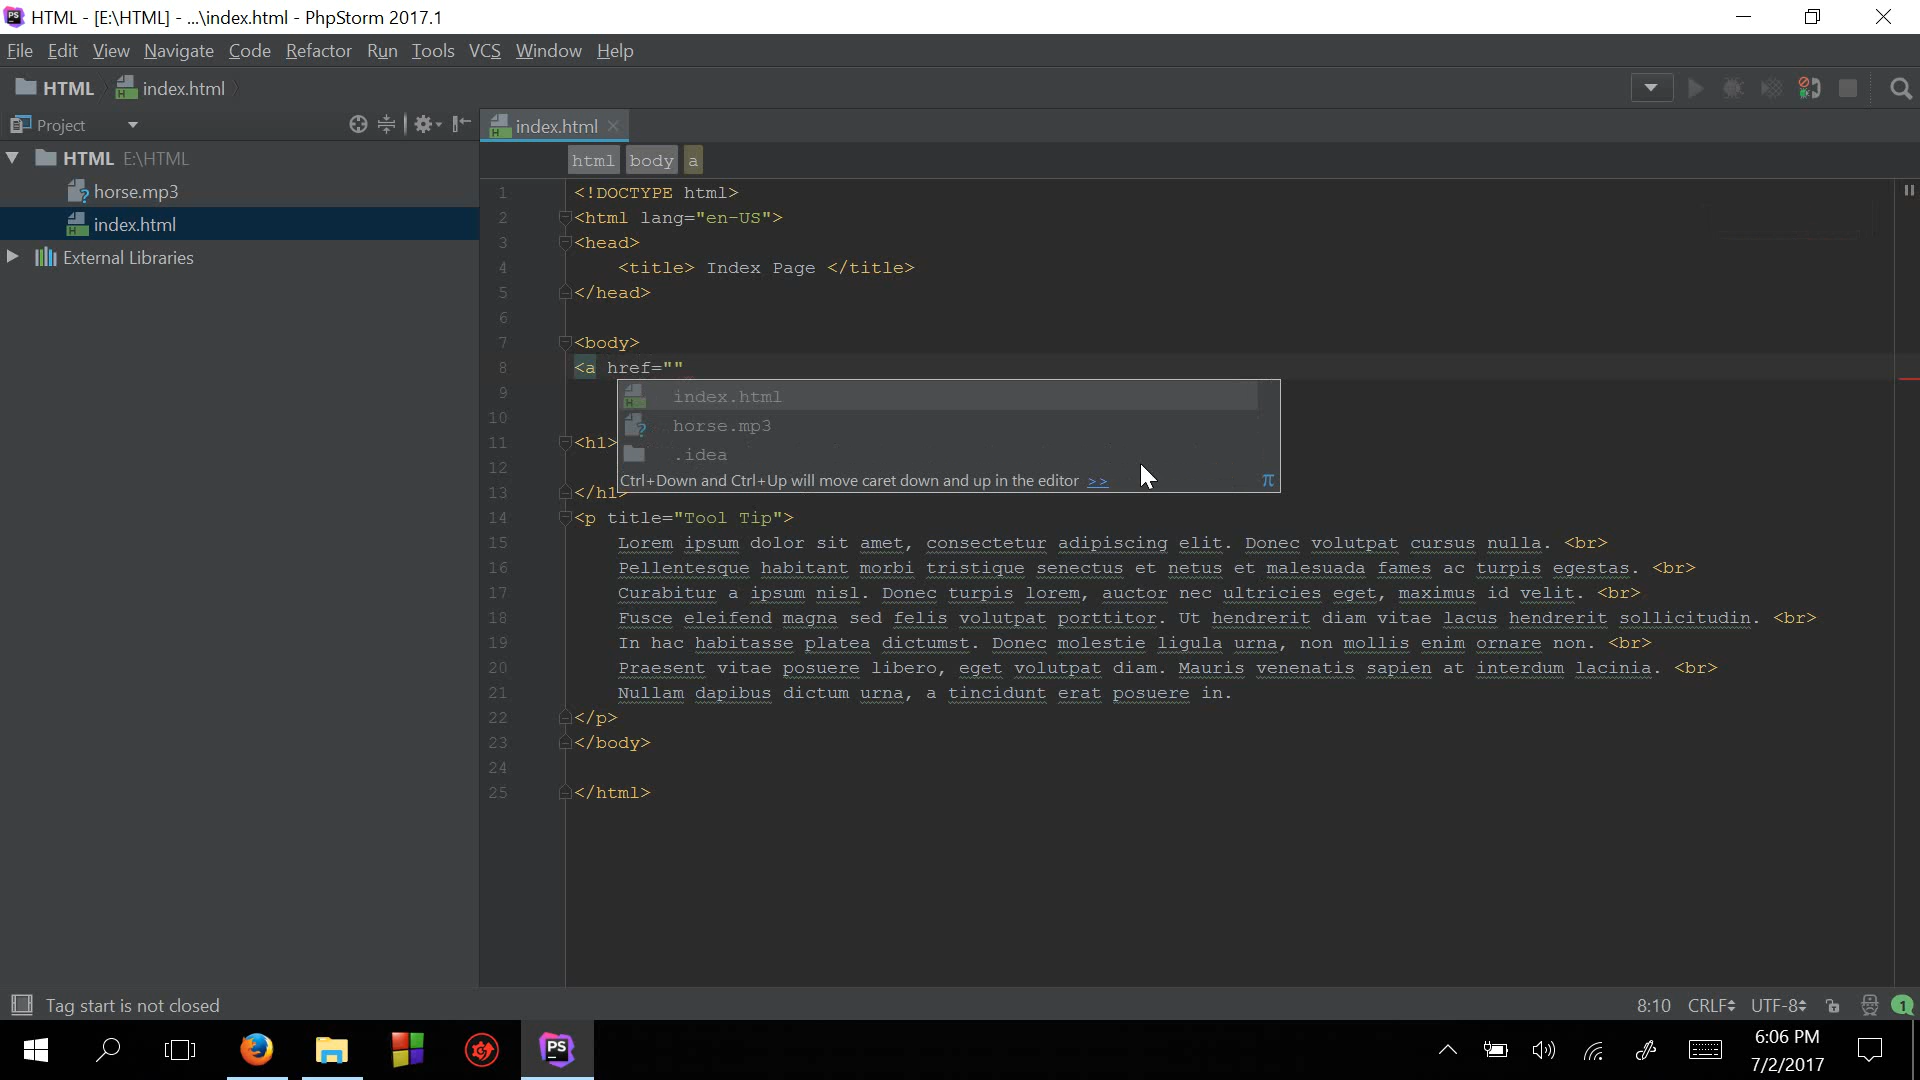 HTML - [E:\HTML] - ...\index.html - PhpStorm 2017.1
File Edit View Navigate Code Refactor Run Tools VCS Window Help
HTML index.html
Project
index.html
html body a
HTML E:\HTML
horse.mp3
index.html
External Libraries
1 <!DOCTYPE html>
2 <html lang="en-US">
3 <head>
4 <title> Index Page </title>
5 </head>
6
7 <body>
8 <a href=""
9
10
11 <h1>
12
13 </h1>
index.html
horse.mp3
.idea
Ctrl+Down and Ctrl+Up will move caret down and up in the editor >> π
14 <p title="Tool Tip">
15 Lorem ipsum dolor sit amet, consectetur adipiscing elit. Donec volutpat cursus nulla. <br>
16 Pellentesque habitant morbi tristique senectus et netus et malesuada fames ac turpis egestas. <br>
17 Curabitur a ipsum nisl. Donec turpis lorem, auctor nec ultricies eget, maximus id velit. <br>
18 Fusce eleifend magna sed felis volutpat porttitor. Ut hendrerit diam vitae lacus hendrerit sollicitudin. <br>
19 In hac habitasse platea dictumst. Donec molestie ligula urna, non mollis enim ornare non. <br>
20 Praesent vitae posuere libero, eget volutpat diam. Mauris venenatis sapien at interdum lacinia. <br>
21 Nullam dapibus dictum urna, a tincidunt erat posuere in.
22 </p>
23 </body>
24
25 </html>
Tag start is not closed
8:10 CRLF UTF-8 1
PS
6:06 PM
7/2/2017